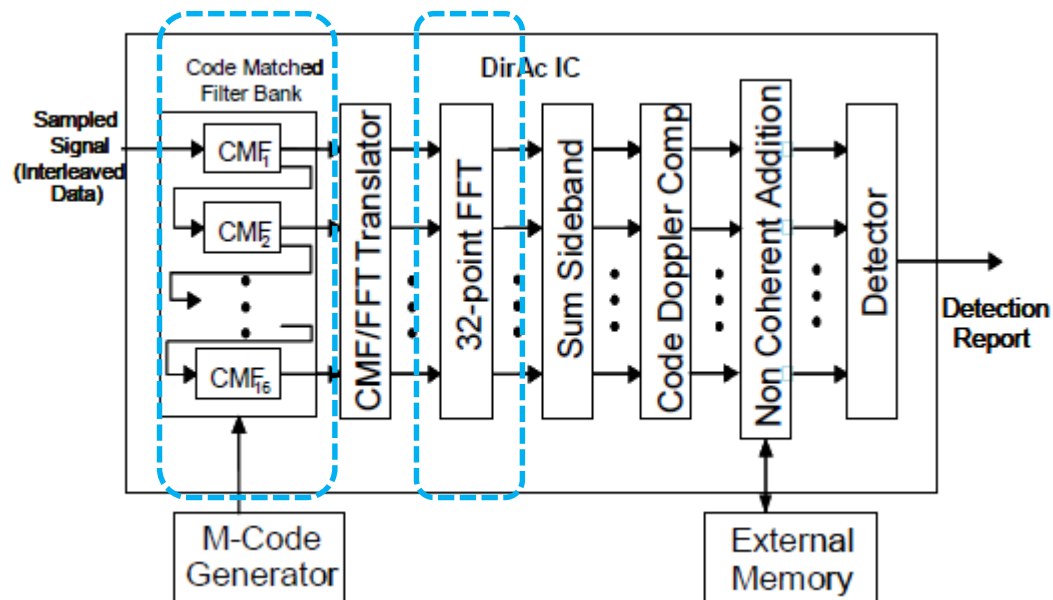 DirAc IC
Code Matched
Filter Bank
Sampled
Signal
(Interleaved
Data)
CMF1
CMF2
CMF16
CMF/FFT Translator
32-point FFT
Sum Sideband
Code Doppler Comp
Non Coherent Addition
Detector
Detection
Report
M-Code
Generator
External
Memory